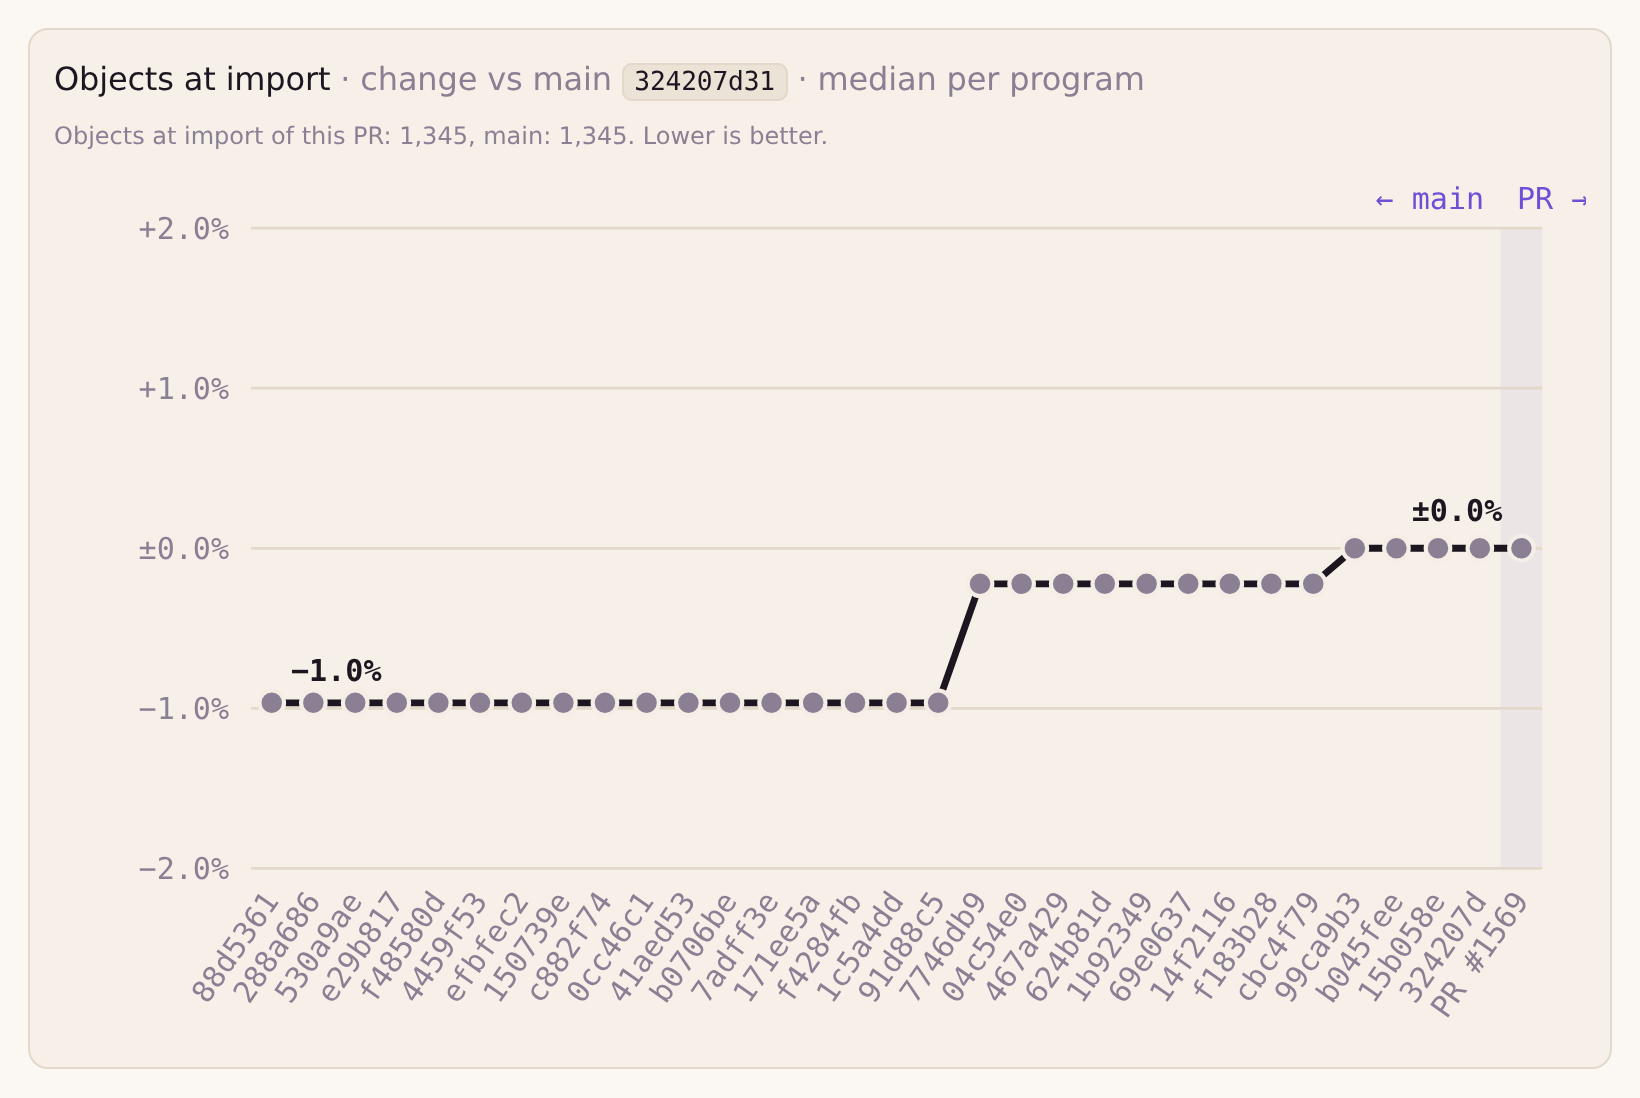 Objects at import · change vs main 324207d31 · median per program
Objects at import of this PR: 1,345, main: 1,345. Lower is better.
← main PR →
+2.0%
+1.0%
±0.0%
−1.0%
−2.0%
−1.0%
±0.0%
88d5361
288a686
530a9ae
e29b817
f48580d
4459f53
efbfec2
150739e
c882f74
0cc46c1
41aed53
b0706be
7adff3e
171ee5a
f4284fb
1c5a4dd
91d88c5
7746db9
04c54e0
467a429
624b81d
1b92349
69e0637
14f2116
f183b28
cbc4f79
99ca9b3
b045fee
15b058e
324207d
PR #1569